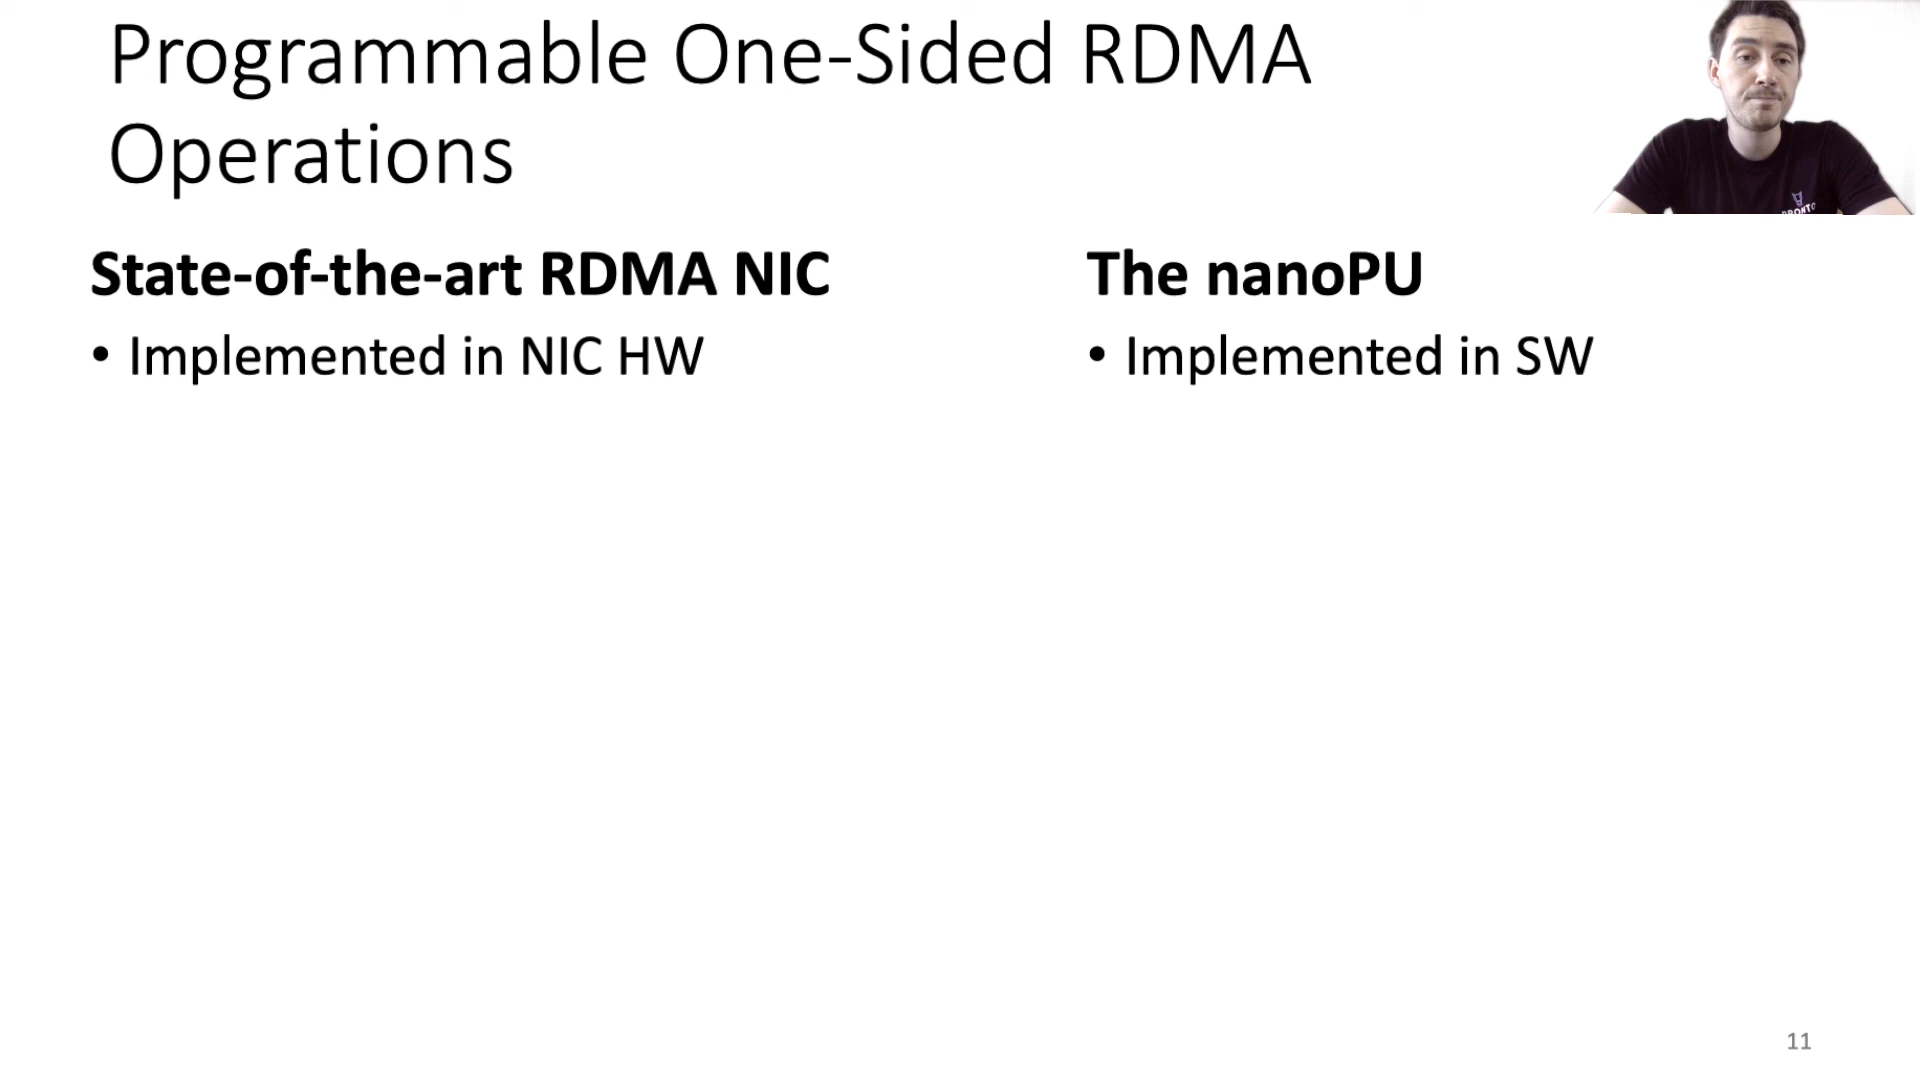 Programmable One-Sided RDMA
Operations
State-of-the-art RDMA NIC
• Implemented in NIC HW
The nanoPU
• Implemented in SW
PRONTO
11